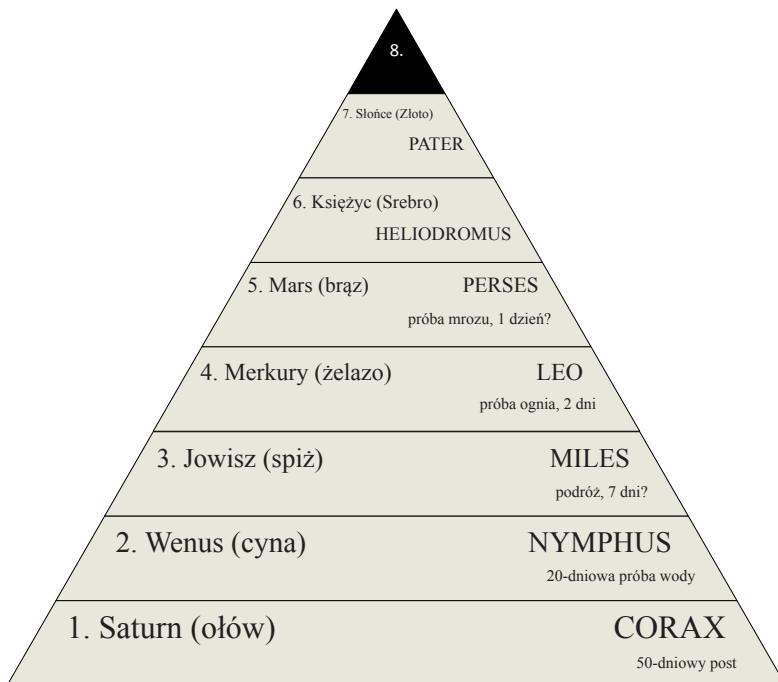 8.
7. Słońce (Złoto)
PATER
6. Księżyc (Srebro)
HELIODROMUS
5. Mars (brąz) PERSES
próba mrozu, 1 dzień?
4. Merkury (żelazo) LEO
próba ognia, 2 dni
3. Jowisz (spiż) MILES
podróż, 7 dni?
2. Wenus (cyna) NYMPHUS
20-dniowa próba wody
1. Saturn (ołów) CORAX
50-dniowy post